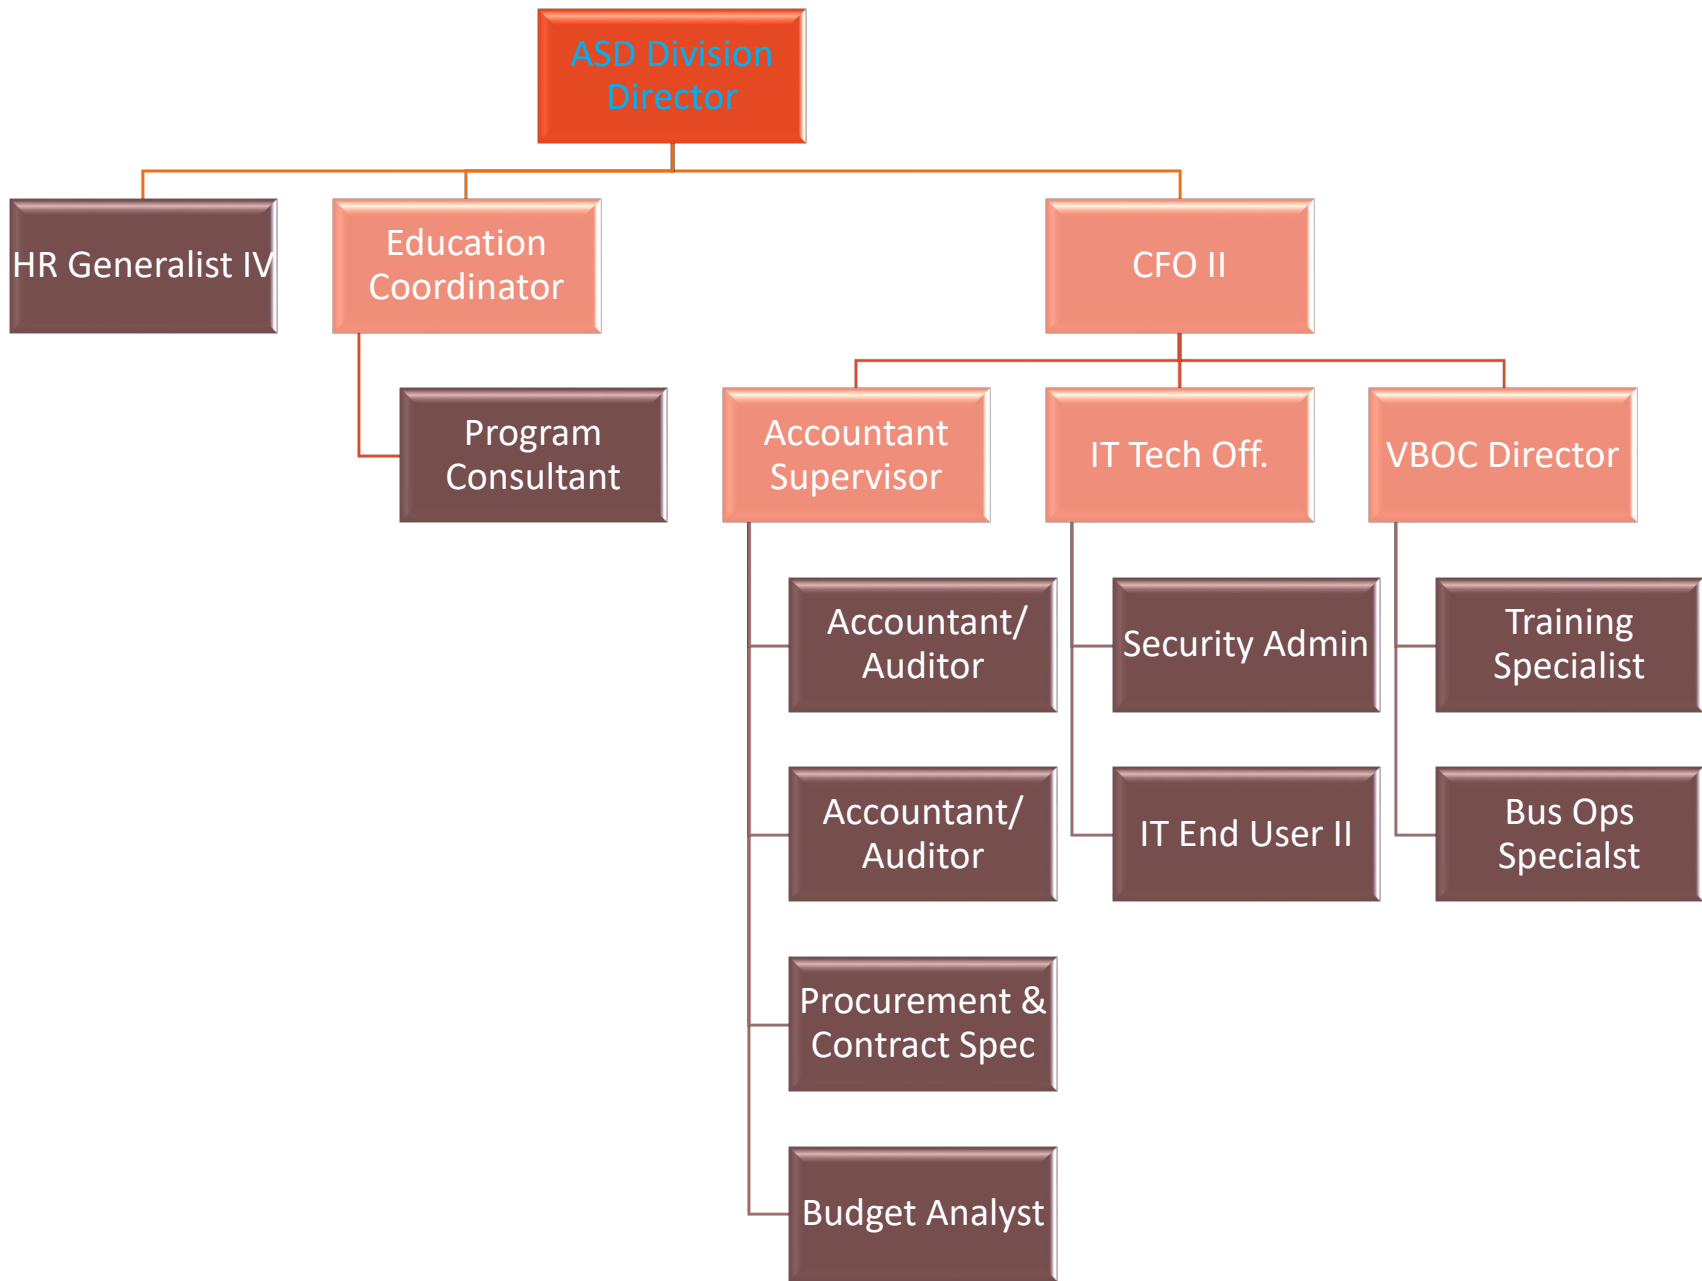 ASD Division
Director
HR Generalist IV
Education
Coordinator
CFO II
Program
Consultant
Accountant
Supervisor
IT Tech Off.
VBOC Director
Accountant/
Auditor
Security Admin
Training
Specialist
Accountant/
Auditor
IT End User II
Bus Ops
Specialst
Procurement &
Contract Spec
Budget Analyst